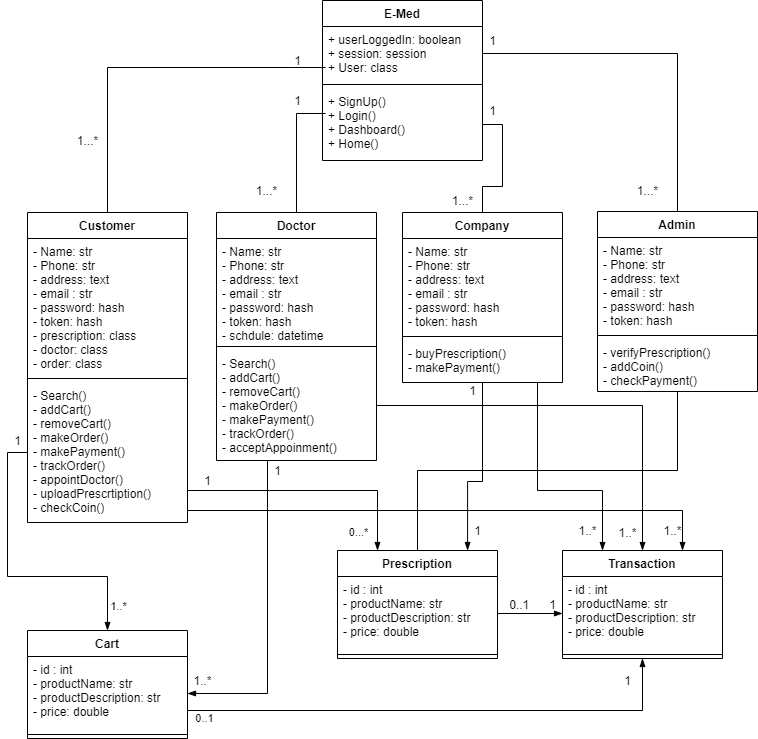 E-Med
+ userLoggedIn: boolean
+ session: session
+ User: class
+ SignUp()
+ Login()
+ Dashboard()
+ Home()
1
1
1
1
1...*
1...*
1...*
1...*
Customer
- Name: str
- Phone: str
- address: text
- email : str
- password: hash
- token: hash
- prescription: class
- doctor: class
- order: class
- Search()
- addCart()
- removeCart()
- makeOrder()
- makePayment()
- trackOrder()
- appointDoctor()
- uploadPrescrtiption()
- checkCoin()
Doctor
- Name: str
- Phone: str
- address: text
- email : str
- password: hash
- token: hash
- schdule: datetime
- Search()
- addCart()
- removeCart()
- makeOrder()
- makePayment()
- trackOrder()
- acceptAppoinment()
Company
- Name: str
- Phone: str
- address: text
- email : str
- password: hash
- token: hash
- buyPrescription()
- makePayment()
Admin
- Name: str
- Phone: str
- address: text
- email : str
- password: hash
- token: hash
- verifyPrescription()
- addCoin()
- checkPayment()
1
1
1
1
0...*
1
1..*
1..*
1..*
Prescription
- id : int
- productName: str
- productDescription: str
- price: double
0..1
1
Transaction
- id : int
- productName: str
- productDescription: str
- price: double
1..*
Cart
- id : int
- productName: str
- productDescription: str
- price: double
1..*
0..1
1